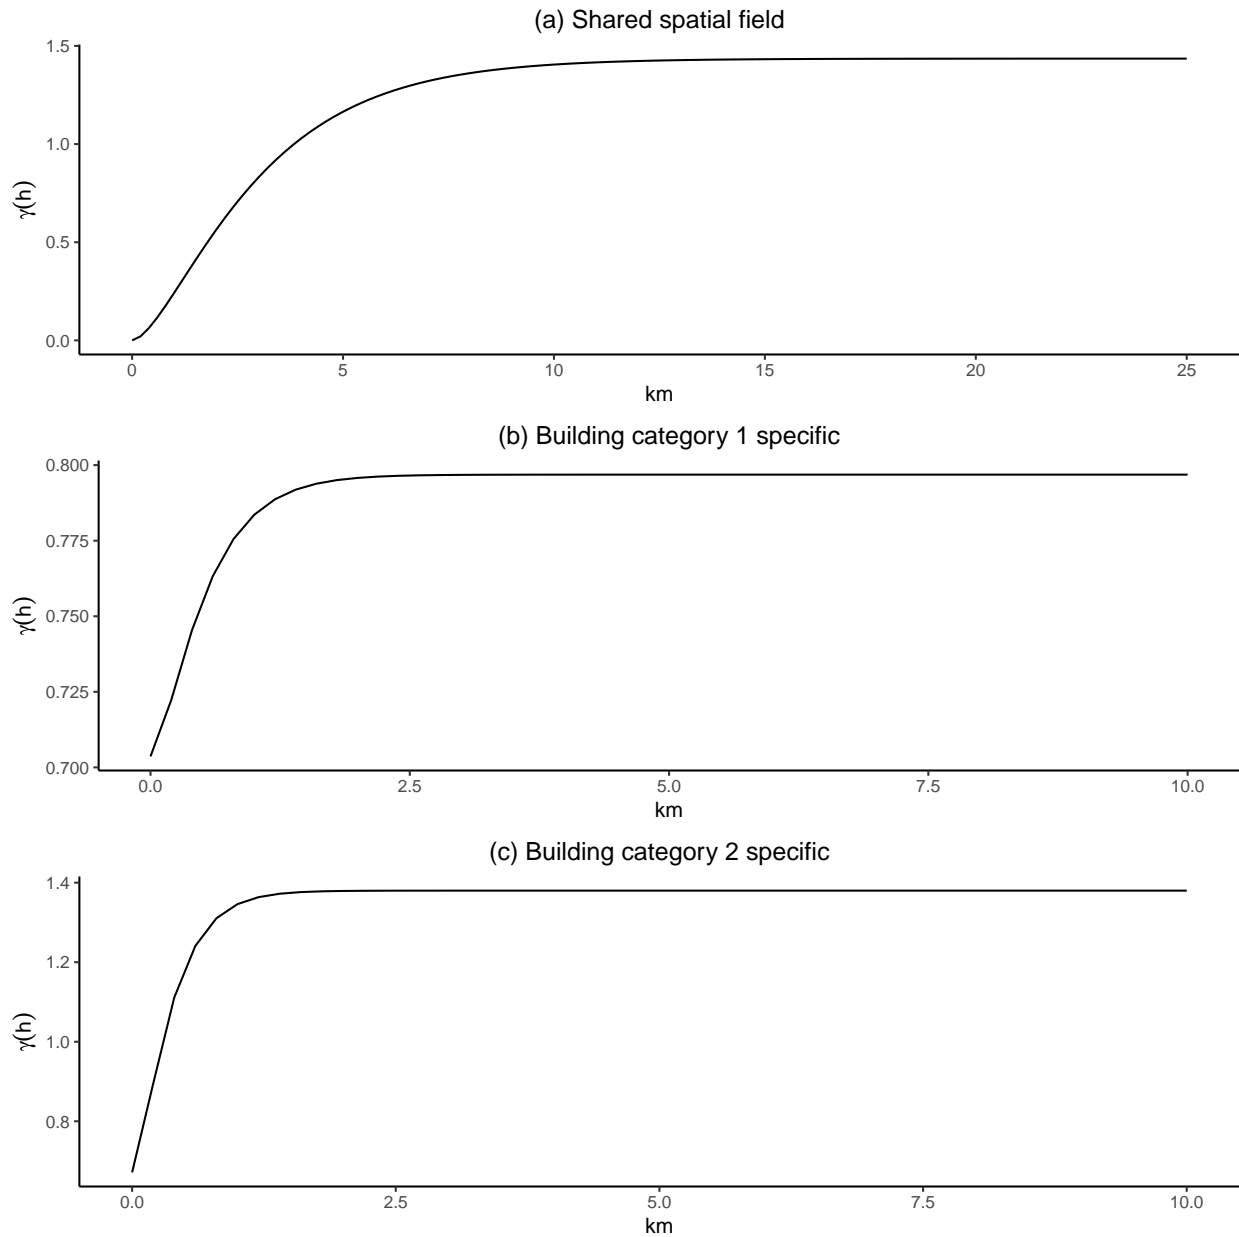 (a) Shared spatial field
1.5
1.0
0.5
0.0
γ(h)
0 5 10 15 20 25
km
(b) Building category 1 specific
0.800
0.775
0.750
0.725
0.700
γ(h)
0.0 2.5 5.0 7.5 10.0
km
(c) Building category 2 specific
1.4
1.2
1.0
0.8
γ(h)
0.0 2.5 5.0 7.5 10.0
km